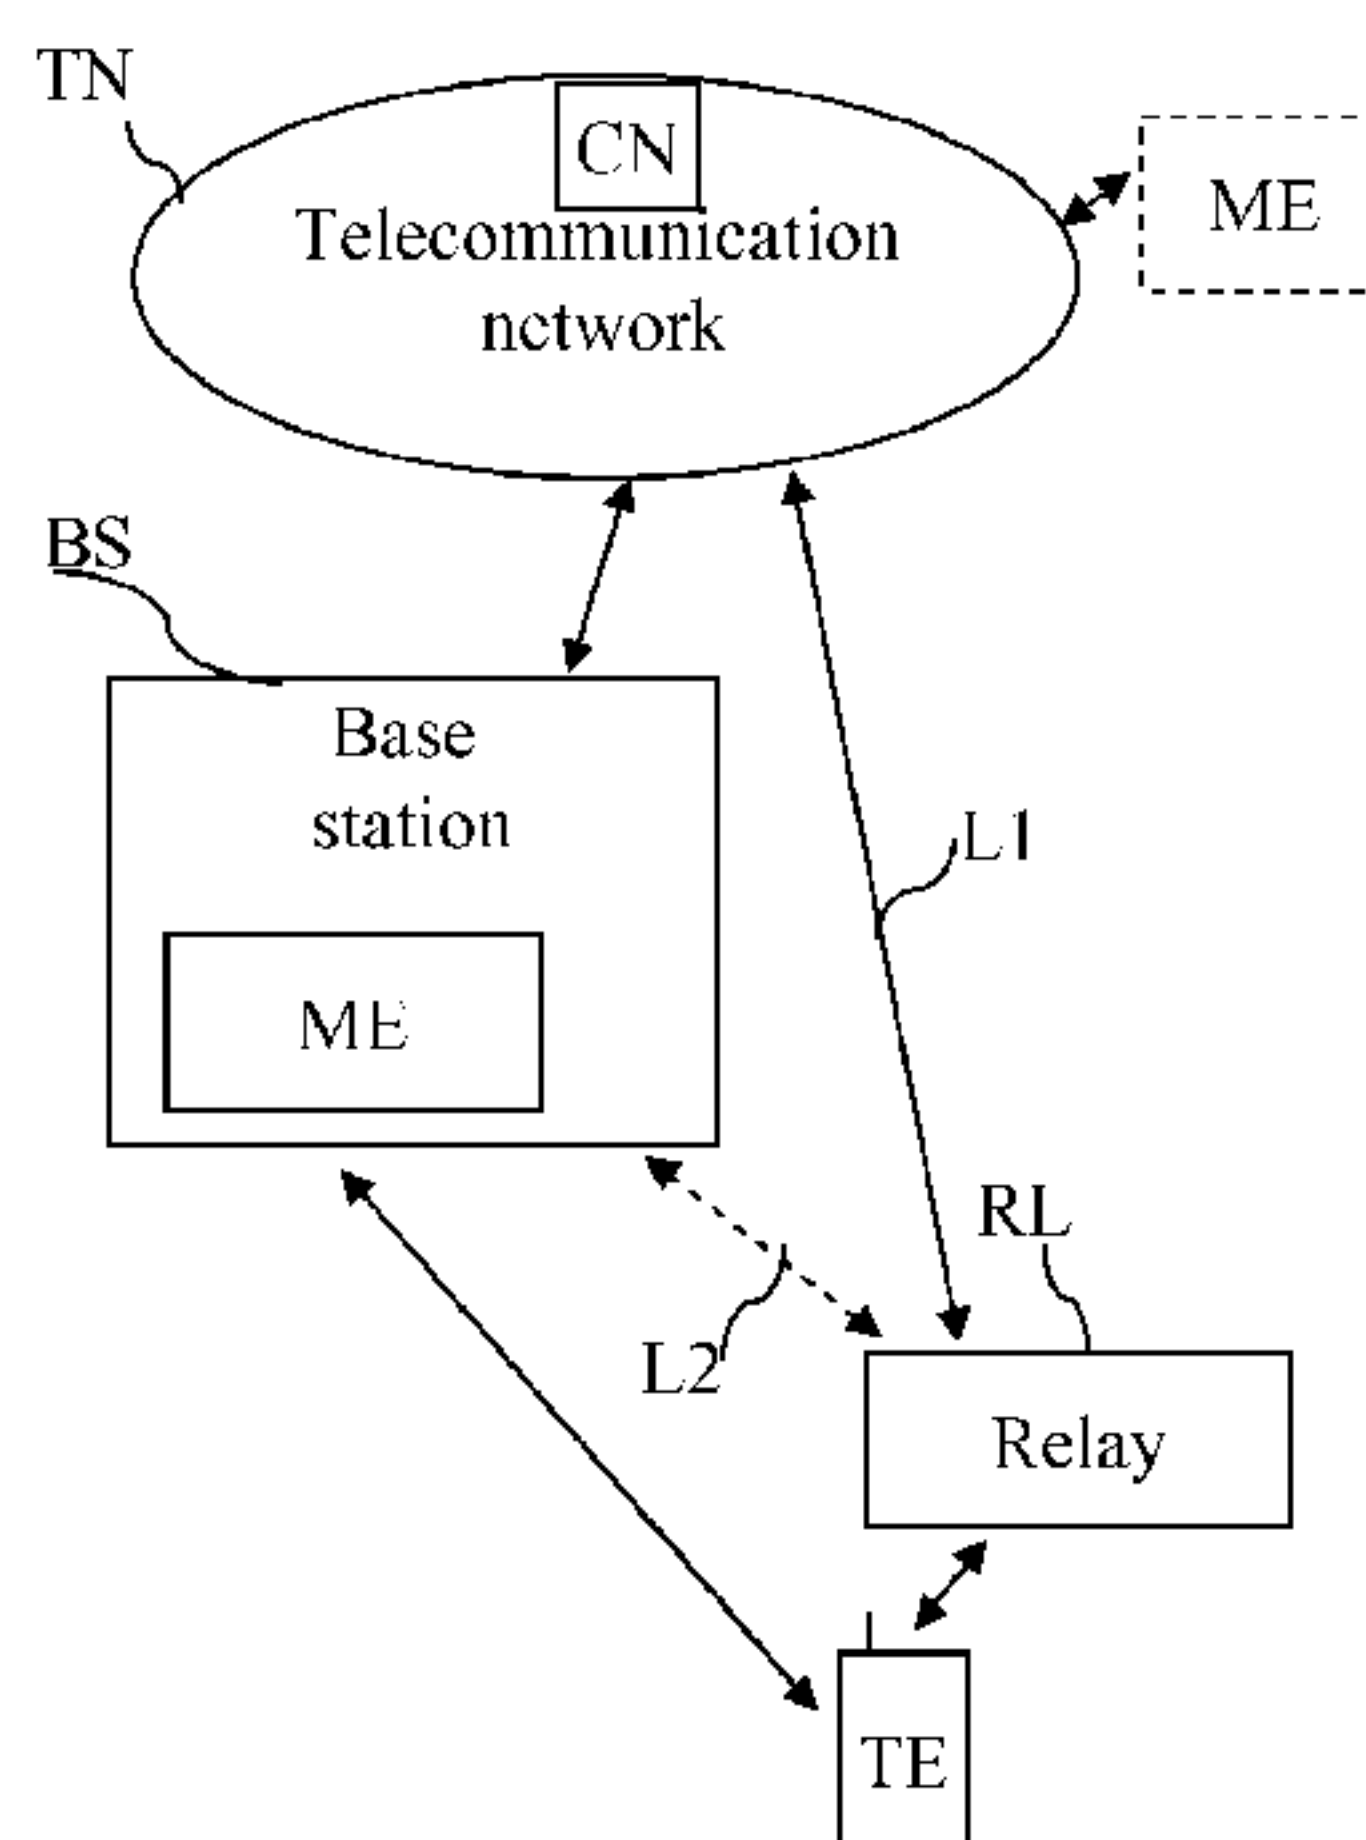 TN
CN
ME
Telecommunication
nctwork
BS
Base
station
L1
ME
RL
L2
Relay
TE